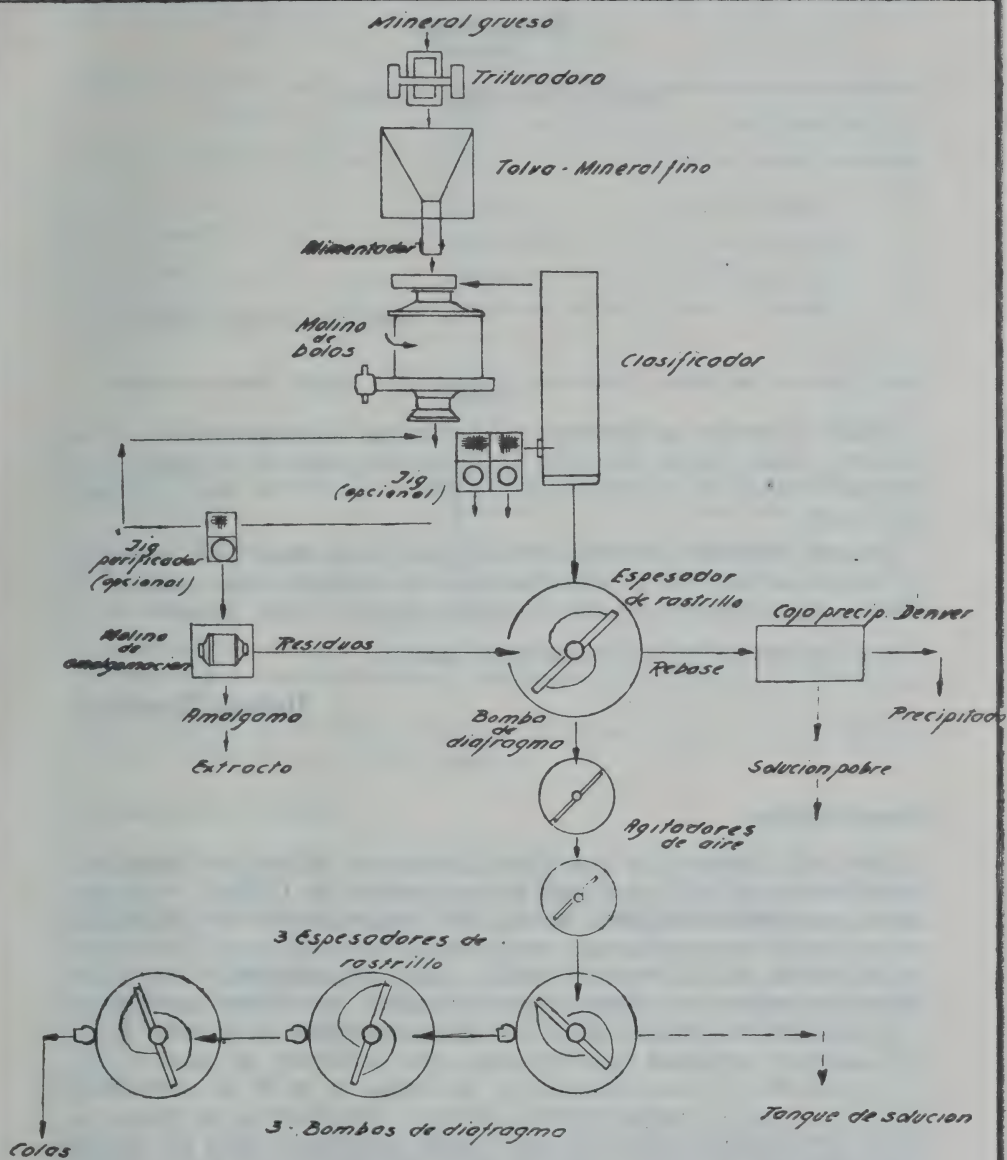 Mineral grueso
Trituradora
Tolva - Mineral fino
Alimentador
Molino
de
bolas
Clasificador
Jig
(opcional)
Jig
purificador
(opcional)
Espesador
de rastrillo
Caja precip. Denver
Molino
de
amalgamacion
Residuos
Rebase
Precipitado
Amalgama
Bomba
de
diafragma
Extracto
Solucion pobre
Agitadores
de aire
3 Espesadores de
rastrillo
Tanque de solucion
3 - Bombas de diafragma
Colas